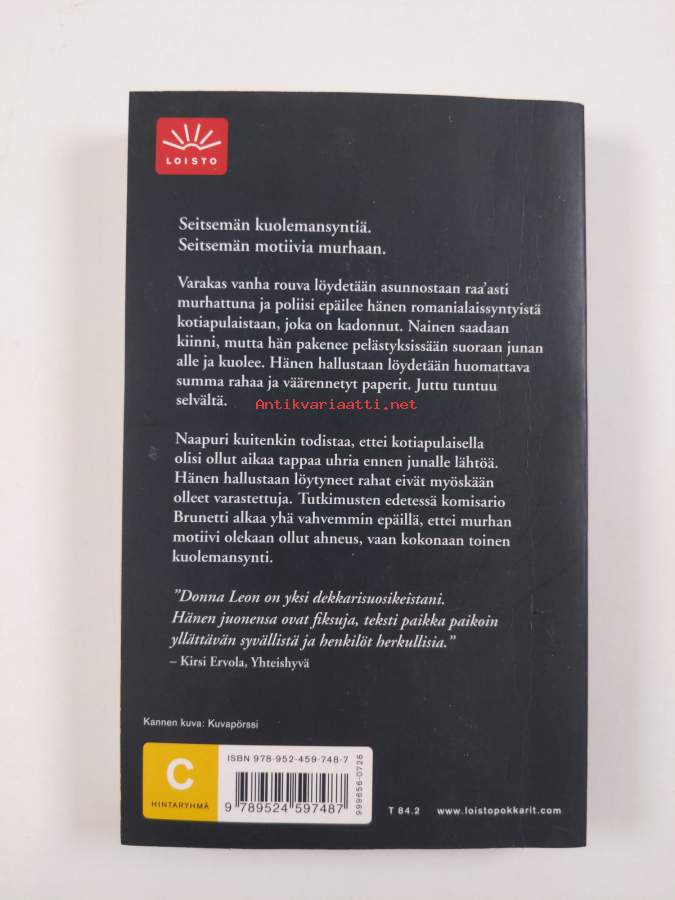 LOISTO
Seitsemän kuolemansyntiä.
Seitsemän motiivia murhaan.
Varakas vanha rouva löydetään asunnostaan raa'asti
murhattuna ja poliisi epäilee hänen romanialaissyntyistä
kotiapulaistaan, joka on kadonnut. Nainen saadaan
kiinni, mutta hän pakenee pelästyksissään suoraan junan
alle ja kuolee. Hänen hallustaan löydetään huomattava
summa rahaa ja väärennetyt paperit. Juttu tuntuu
selvältä.
Antikvariaatti.net
Naapuri kuitenkin todistaa, ettei kotiapulaisella
olisi ollut aikaa tappaa uhria ennen junalle lähtöä.
Hänen hallustaan löytyneet rahat eivät myöskään
olleet varastettuja. Tutkimusten edetessä komisario
Brunetti alkaa yhä vahvemmin epäillä, ettei murhan
motiivi olekaan ollut ahneus, vaan kokonaan toinen
kuolemansynti.
”Donna Leon on yksi dekkarisuosikeistani.
Hänen juonensa ovat fiksuja, teksti paikka paikoin
yllättävän syvällistä ja henkilöt herkullisia.”
– Kirsi Ervola, Yhteishyvä
Kannen kuva: Kuvapörssi
C
HINTARYHMÄ
ISBN 978-952-459-748-7
9 789524 597487
999656-0726
T 84.2
www.loistopokkarit.com